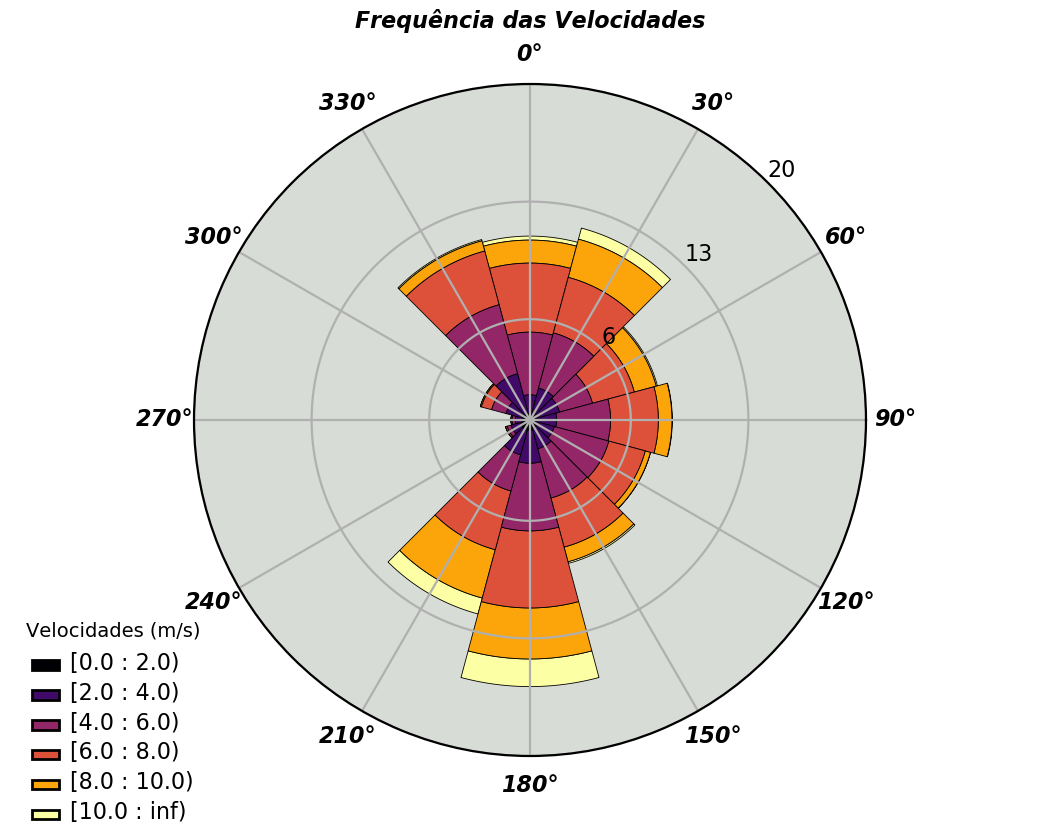 Frequência das Velocidades
0°
330°
30°
20
300°
60°
13
6
270°
90°
240°
120°
210°
150°
180°
Velocidades (m/s)
[0.0 : 2.0)
[2.0 : 4.0)
[4.0 : 6.0)
[6.0 : 8.0)
[8.0 : 10.0)
[10.0 : inf)